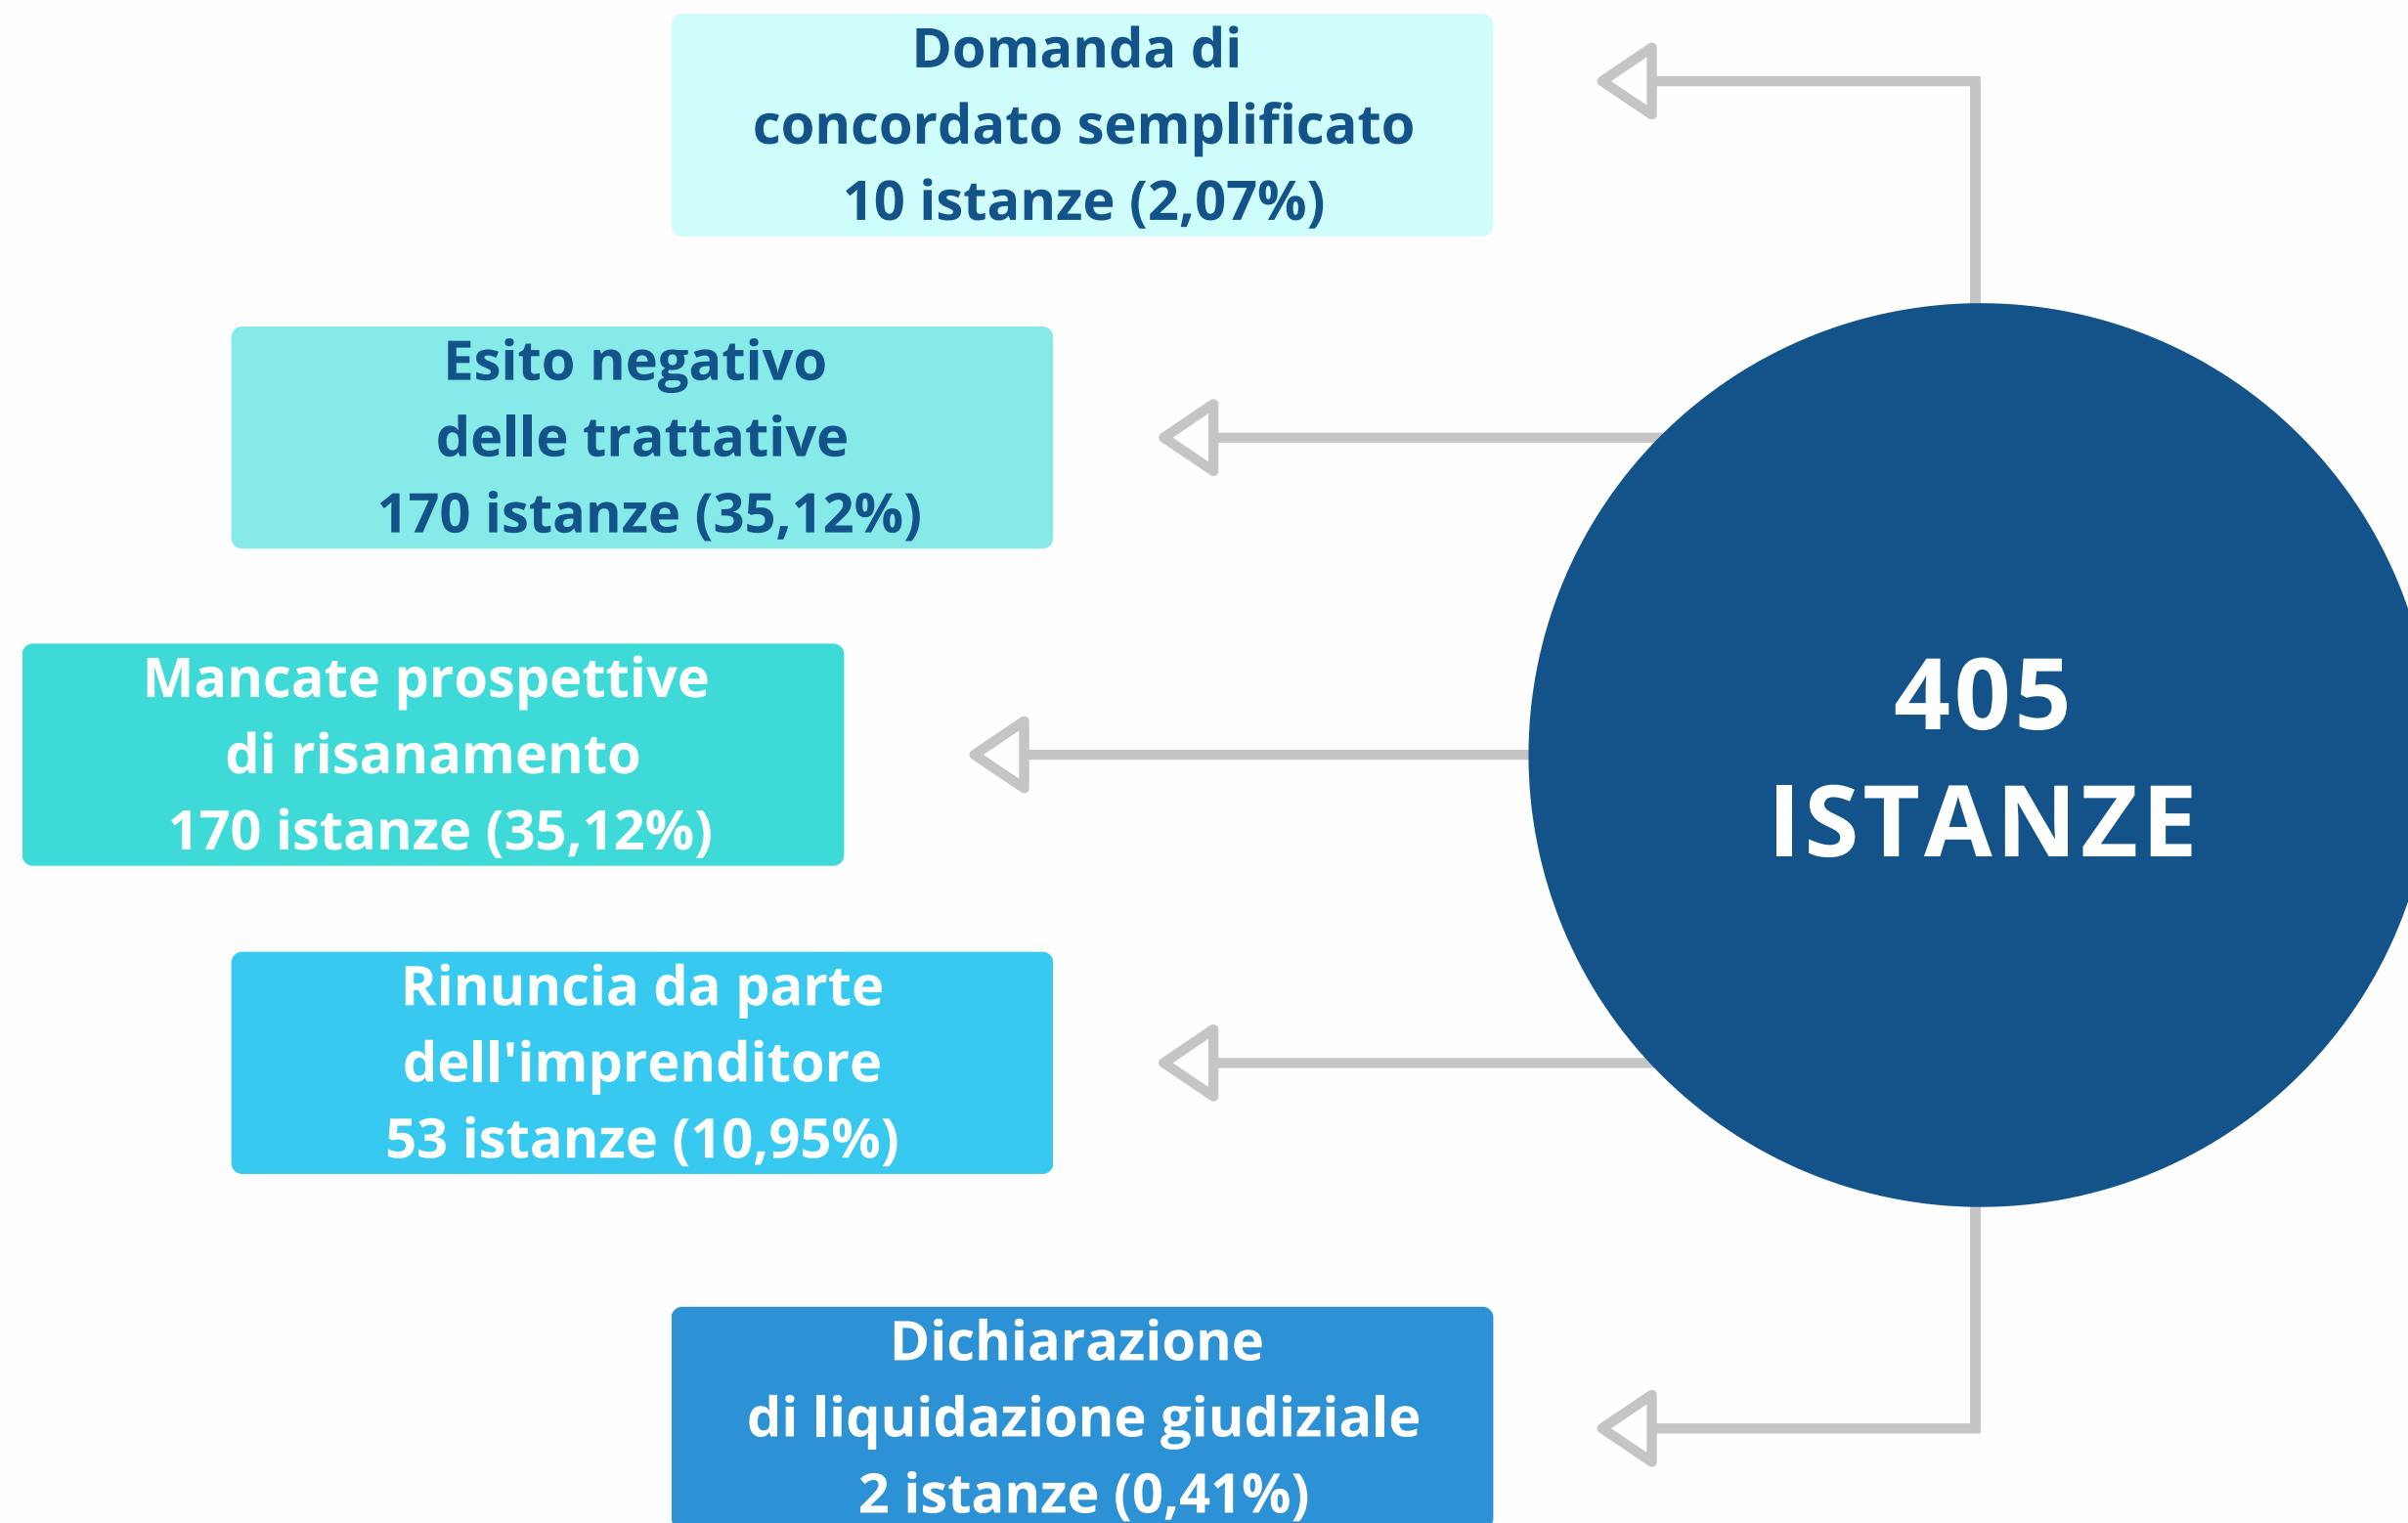 Domanda di
concordato semplificato
10 istanze (2,07%)
Esito negativo
delle trattative
170 istanze (35,12%)
Mancate prospettive
di risanamento
170 istanze (35,12%)
Rinuncia da parte
dell'imprenditore
53 istanze (10,95%)
Dichiarazione
di liquidazione giudiziale
2 istanze (0,41%)
405
ISTANZE